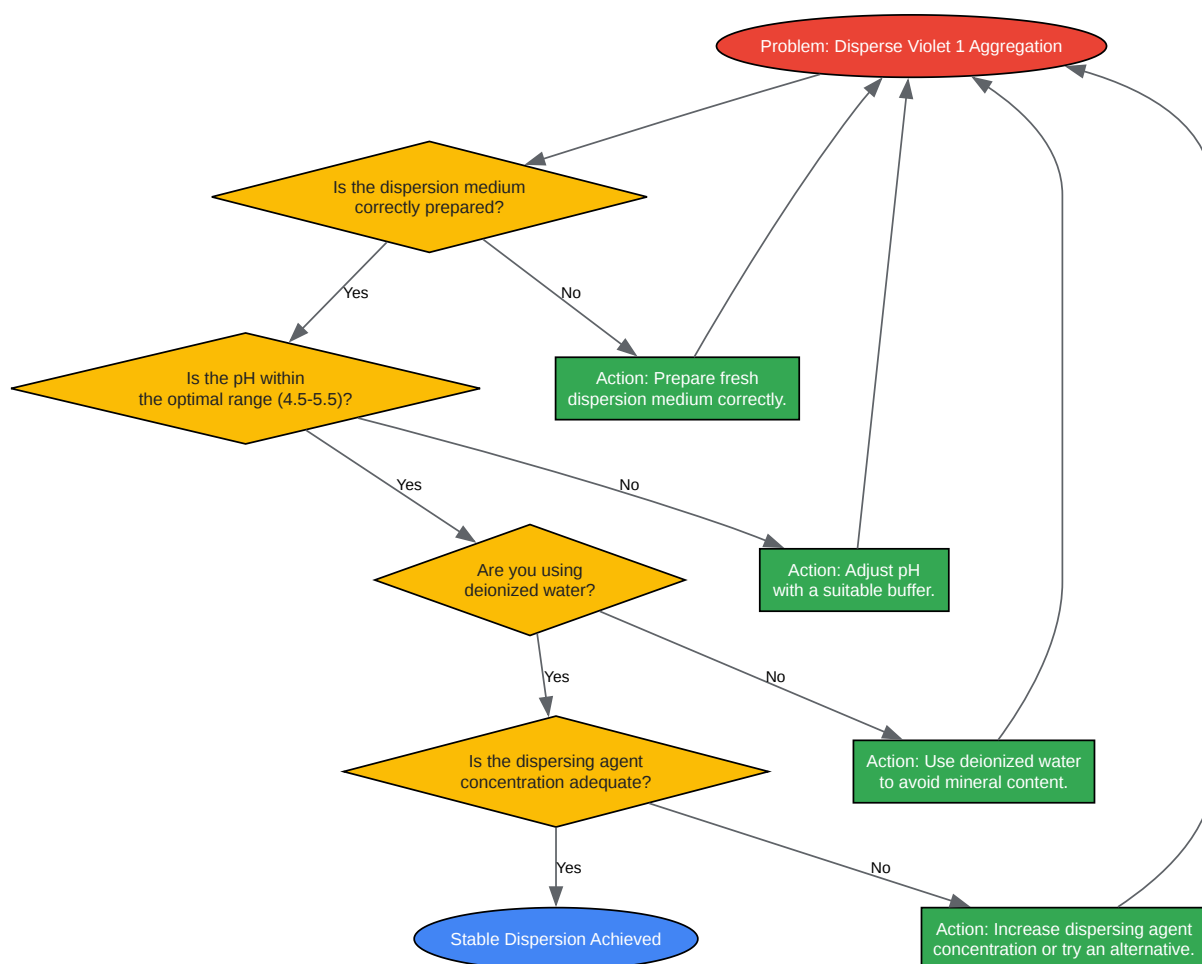 Problem: Disperse Violet 1 Aggregation
Is the dispersion medium
correctly prepared?
Yes
No
Action: Prepare fresh
dispersion medium correctly.
Is the pH within
the optimal range (4.5-5.5)?
Yes
No
Action: Adjust pH
with a suitable buffer.
Are you using
deionized water?
Yes
No
Action: Use deionized water
to avoid mineral content.
Is the dispersing agent
concentration adequate?
Yes
No
Stable Dispersion Achieved
Action: Increase dispersing agent
concentration or try an alternative.